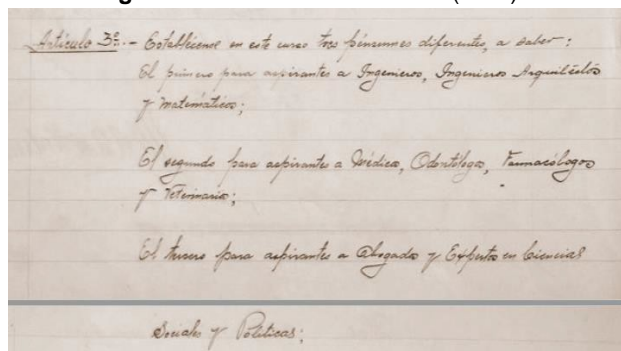 Artículo 3º.- Establécense en este curso tres pénsumes diferentes, a saber:
El primero para aspirantes a Ingenieros, Ingenieros Arquitectos
y Matemáticos;
El segundo para aspirantes a Médicos, Odontólogos, Farmacólogos
y Veterinarios;
El tercero para aspirantes a Abogados y Expertos en Ciencias
Sociales y Políticas;